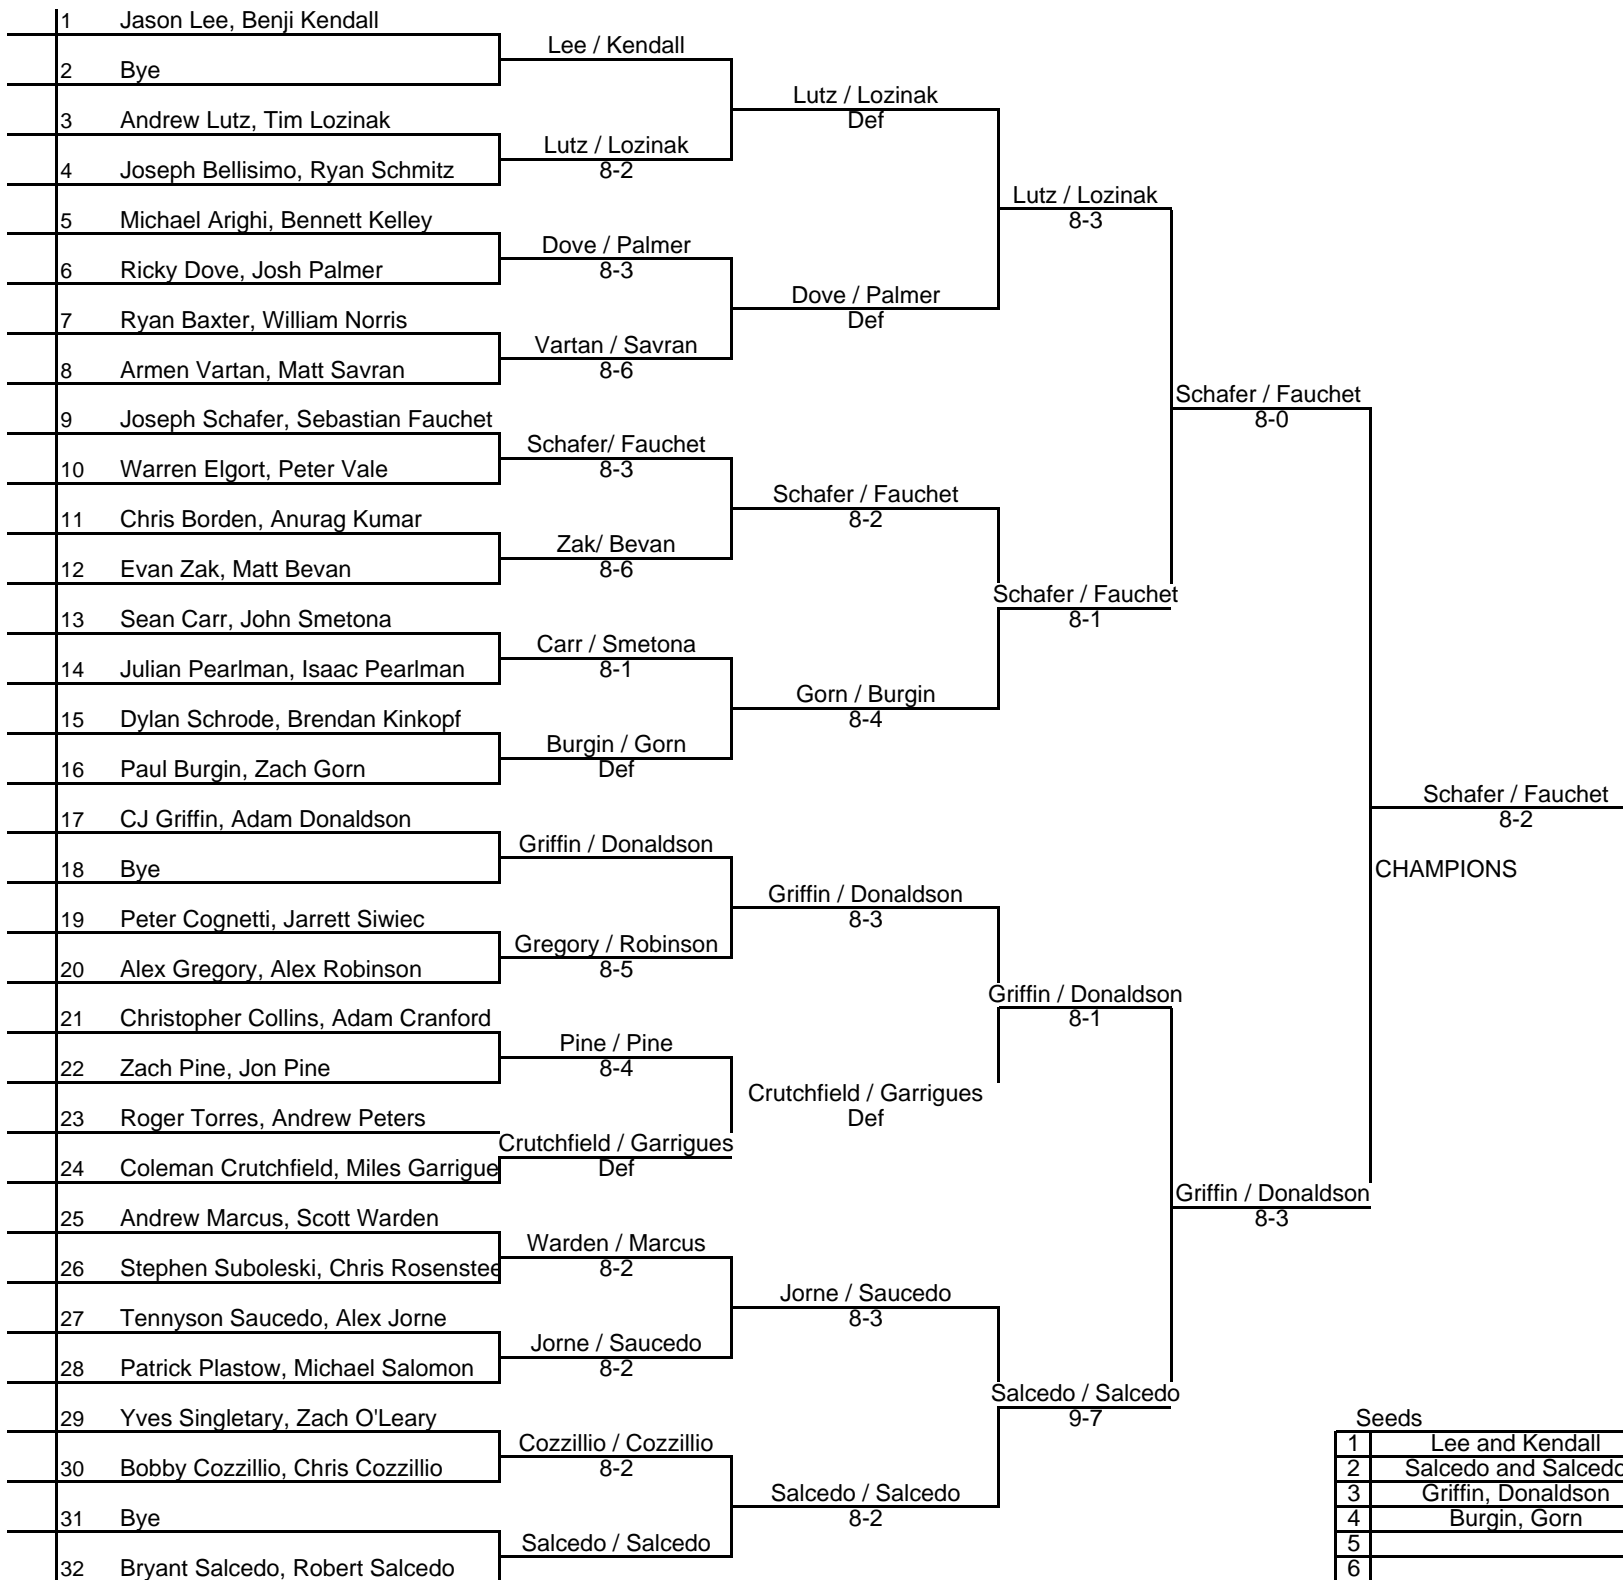 1 Jason Lee, Benji Kendall
Lee / Kendall
2 Bye
Lutz / Lozinak
Def
3 Andrew Lutz, Tim Lozinak
Lutz / Lozinak
8-2
4 Joseph Bellisimo, Ryan Schmitz
Lutz / Lozinak
8-3
5 Michael Arighi, Bennett Kelley
Dove / Palmer
8-3
6 Ricky Dove, Josh Palmer
Dove / Palmer
Def
7 Ryan Baxter, William Norris
Vartan / Savran
8-6
8 Armen Vartan, Matt Savran
Schafer / Fauchet
8-0
9 Joseph Schafer, Sebastian Fauchet
Schafer/ Fauchet
8-3
10 Warren Elgort, Peter Vale
Schafer / Fauchet
8-2
11 Chris Borden, Anurag Kumar
Zak/ Bevan
8-6
12 Evan Zak, Matt Bevan
Schafer / Fauchet
8-1
13 Sean Carr, John Smetona
Carr / Smetona
8-1
14 Julian Pearlman, Isaac Pearlman
Gorn / Burgin
8-4
15 Dylan Schrode, Brendan Kinkopf
Burgin / Gorn
Def
16 Paul Burgin, Zach Gorn
Schafer / Fauchet
8-2
CHAMPIONS
17 CJ Griffin, Adam Donaldson
Griffin / Donaldson
18 Bye
Griffin / Donaldson
8-3
19 Peter Cognetti, Jarrett Siwiec
Gregory / Robinson
8-5
20 Alex Gregory, Alex Robinson
Griffin / Donaldson
8-1
21 Christopher Collins, Adam Cranford
Pine / Pine
8-4
22 Zach Pine, Jon Pine
Crutchfield / Garrigues
Def
23 Roger Torres, Andrew Peters
Crutchfield / Garrigues
Def
24 Coleman Crutchfield, Miles Garrigue
Griffin / Donaldson
8-3
25 Andrew Marcus, Scott Warden
Warden / Marcus
8-2
26 Stephen Suboleski, Chris Rosenstee
Jorne / Saucedo
8-3
27 Tennyson Saucedo, Alex Jorne
Jorne / Saucedo
8-2
28 Patrick Plastow, Michael Salomon
Salcedo / Salcedo
9-7
29 Yves Singletary, Zach O'Leary
Cozzillio / Cozzillio
8-2
30 Bobby Cozzillio, Chris Cozzillio
Salcedo / Salcedo
8-2
31 Bye
Salcedo / Salcedo
32 Bryant Salcedo, Robert Salcedo
Seeds
1 Lee and Kendall
2 Salcedo and Salcedo
3 Griffin, Donaldson
4 Burgin, Gorn
5
6